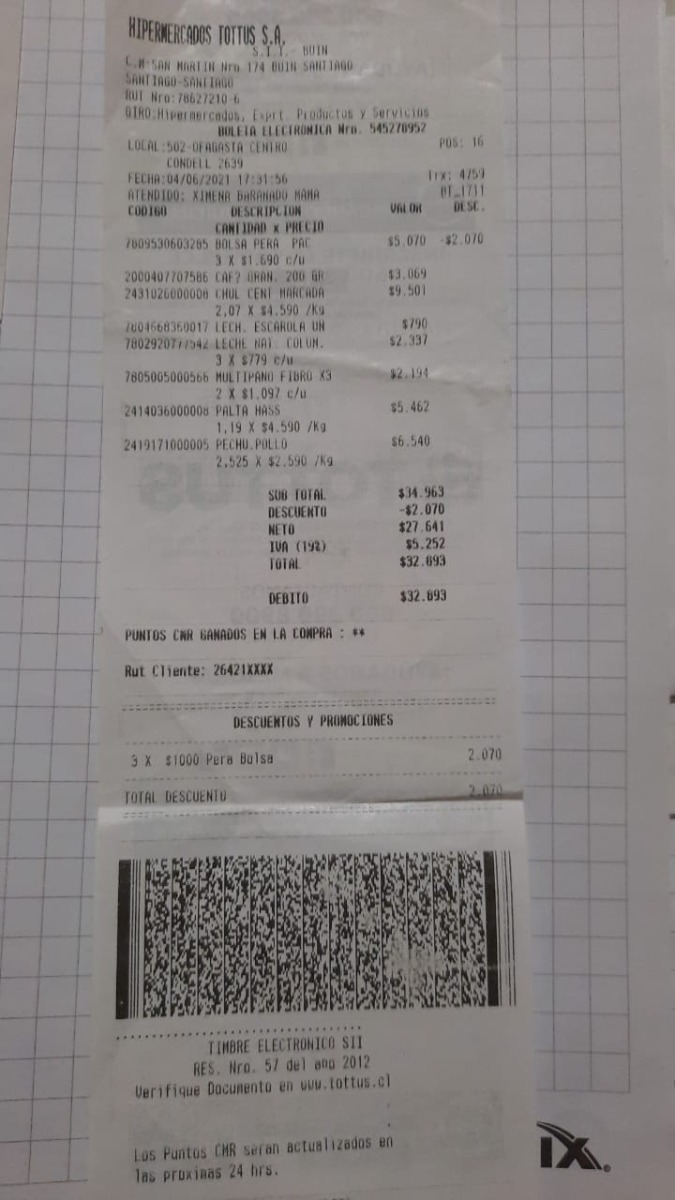 HIPERMERCADOS TOTTUS S.A.
S.I.I.- BUIN
C.M:SAN MARTIN Nro 174 BUIN SANTIAGO
SANTIAGO-SANTIAGO
RUT Nro:78627210-6
GIRO:Hipermercados, Exprt. Productos y Servicios
BOLETA ELECTRONICA Nro. 545270952
LOCAL:502-OFAGASTA CENTRO POS: 16
CONDELL 2639
FECHA:04/06/2021 17:31:56 Trx: 4759
ATENDIDO: XIMENA BARANADO MAMA BT_1711
CODIGO DESCRIPCION VALOR DESC.
CANTIDAD x PRECIO
7809530603285 BOLSA PERA PAC $5.070 -$2.070
3 X $1.690 c/u
2000407707586 CAF? GRAN. 200 GR $3.069
2431026000008 CHUL CENT MARCADA $9.501
2,07 X $4.590 /Kg
7804668360017 LECH. ESCAROLA UN $790
7802920777542 LECHE NAT. COLUN. $2.337
3 X $779 c/u
7805005000566 MULTIPANO FIBRO X3 $2.194
2 X $1.097 c/u
2414036000008 PALTA HASS $5.462
1,19 X $4.590 /Kg
2419171000005 PECHU.POLLO $6.540
2,525 X $2.590 /Kg
SUB TOTAL $34.963
DESCUENTO -$2.070
NETO $27.641
IVA (19%) $5.252
TOTAL $32.893
DEBITO $32.893
PUNTOS CMR GANADOS EN LA COMPRA : **
Rut Cliente: 26421XXXX
DESCUENTOS Y PROMOCIONES
3 X $1000 Pera Bolsa 2.070
TOTAL DESCUENTO 2.070
TIMBRE ELECTRONICO SII
RES. Nro. 57 del ano 2012
Verifique Documento en www.tottus.cl
Los Puntos CMR seran actualizados en
las proximas 24 hrs.